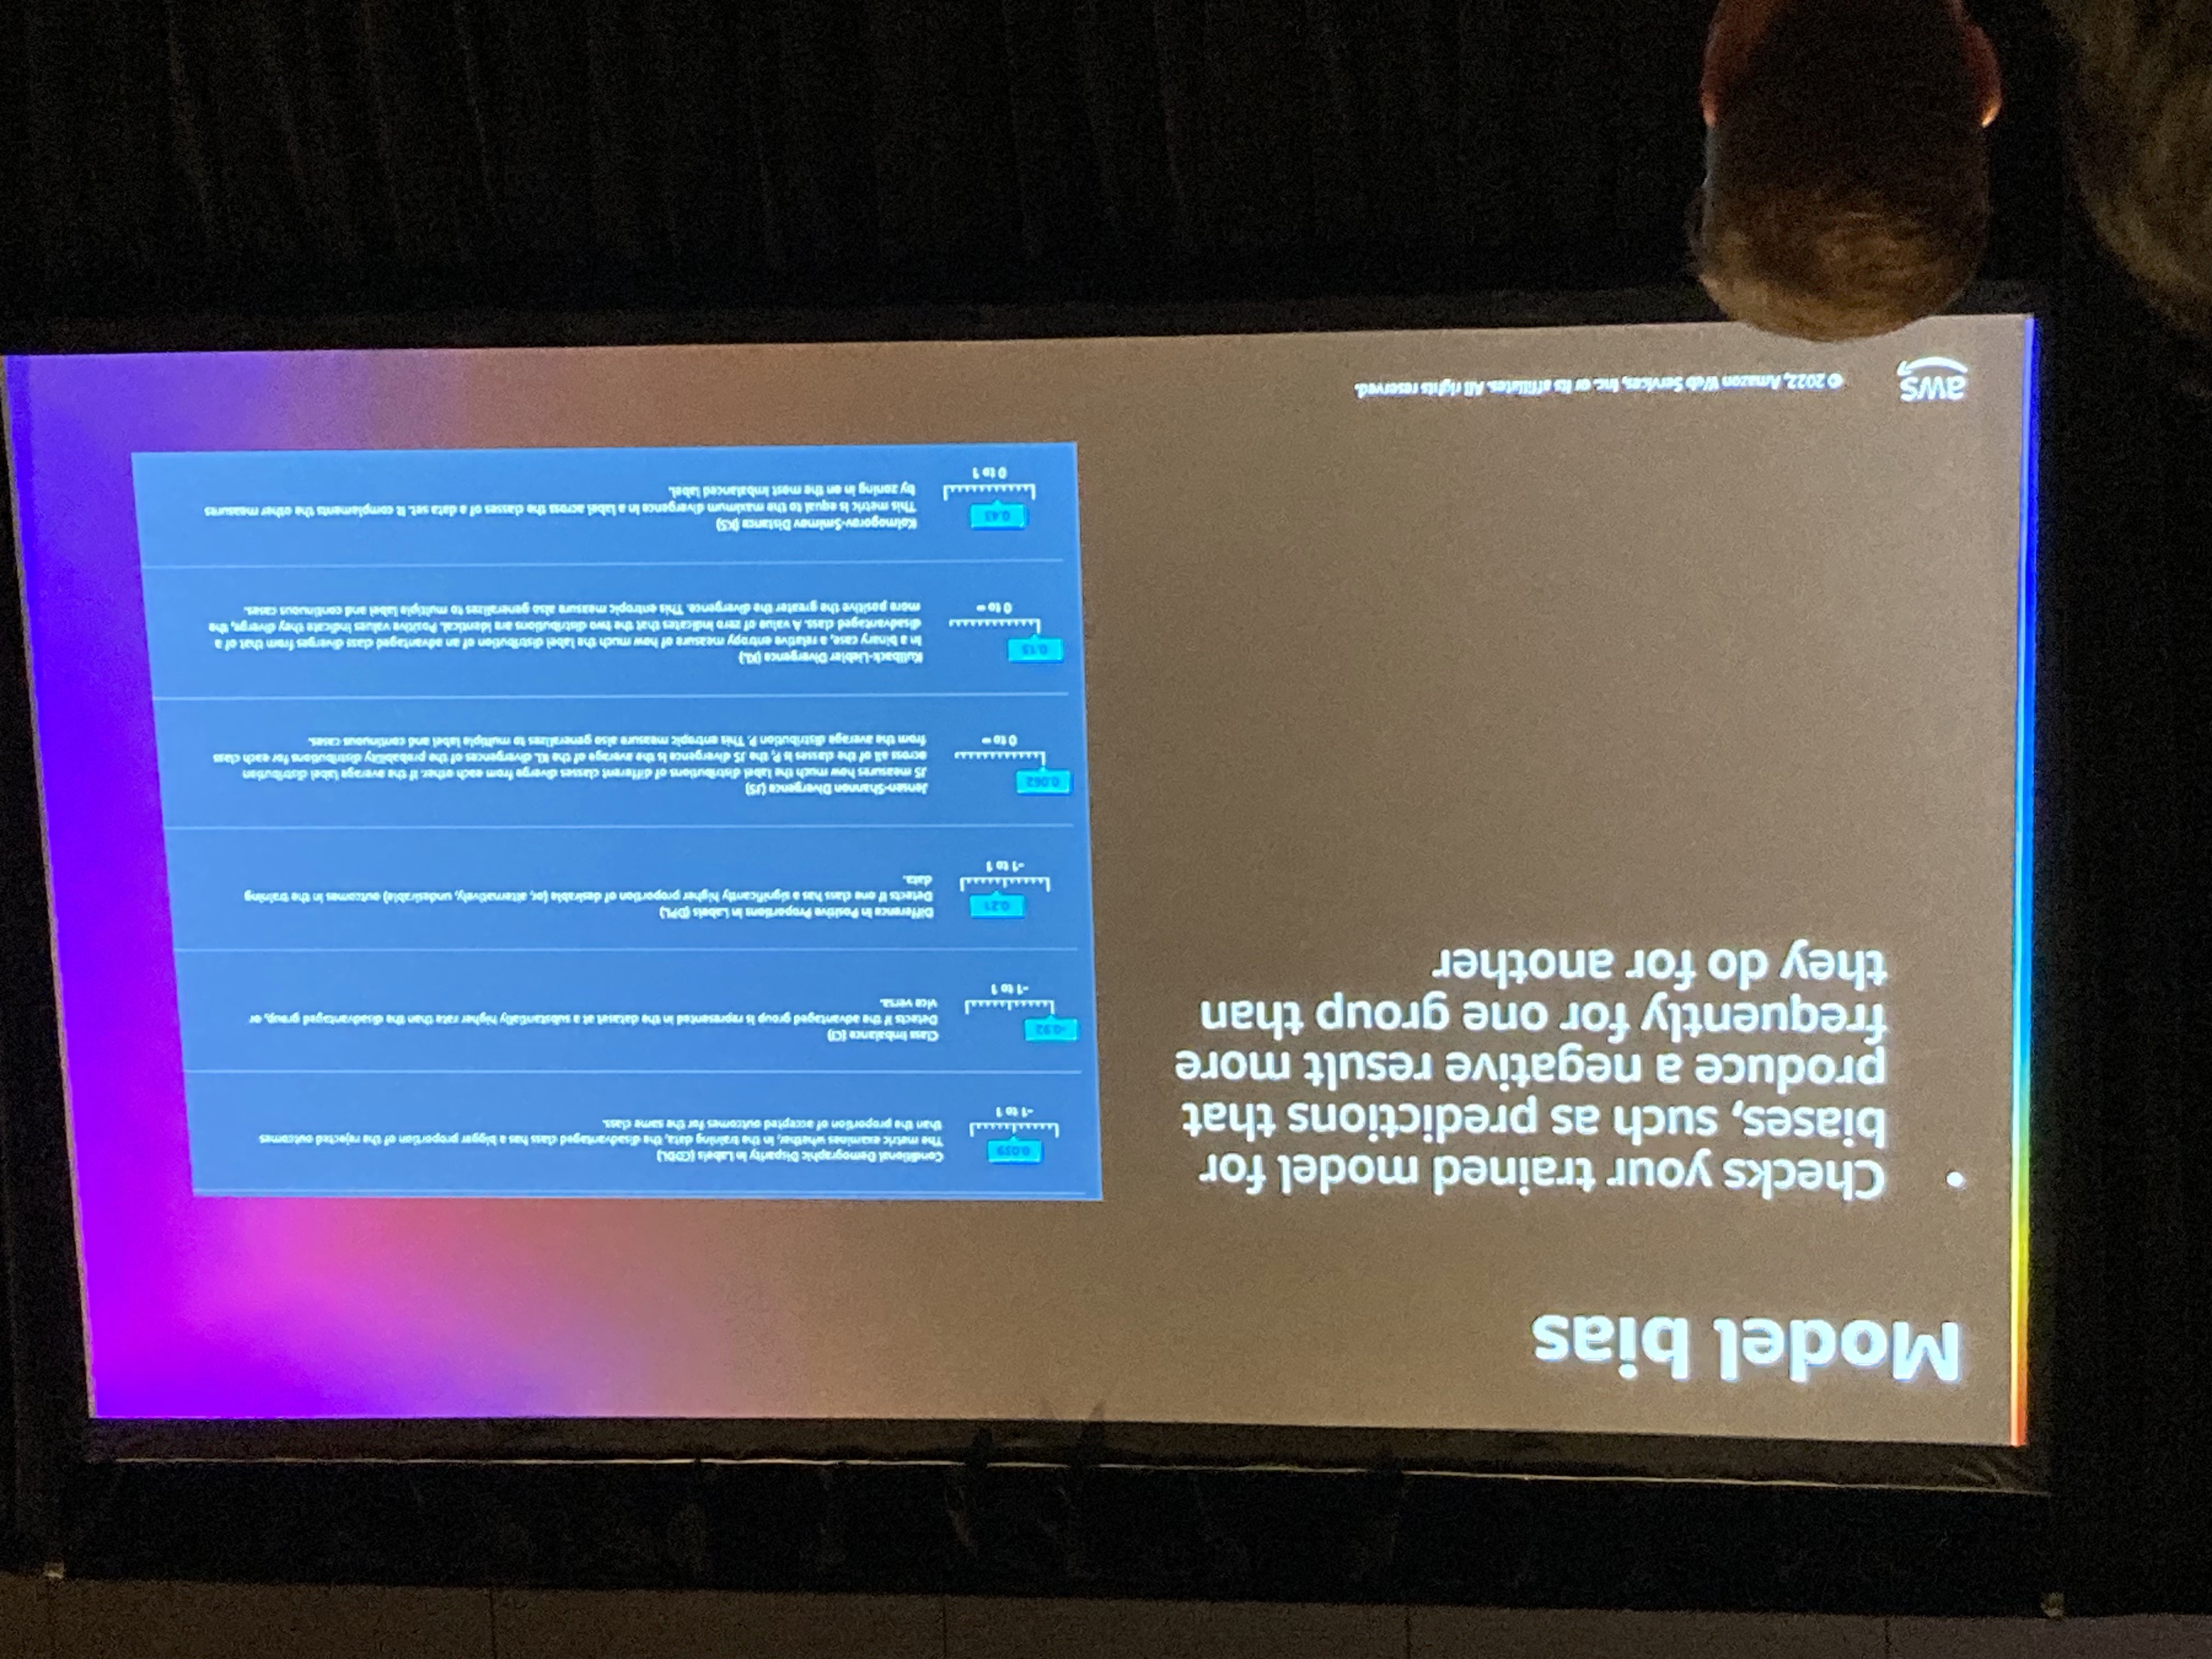 Model bias
• Checks your trained model for
biases, such as predictions that
produce a negative result more
frequently for one group than
they do for another
0.039
-1 to 1
Conditional Demographic Disparity in Labels (CDDL)
The metric examines whether, in the training data, the disadvantaged class has a bigger proportion of the rejected outcomes
than the proportion of accepted outcomes for the same class.
-0.92
-1 to 1
Class Imbalance (CI)
Detects if the advantaged group is represented in the dataset at a substantially higher rate than the disadvantaged group, or
vice versa.
0.21
-1 to 1
Difference in Positive Proportions in Labels (DPL)
Detects if one class has a significantly higher proportion of desirable (or, alternatively, undesirable) outcomes in the training
data.
0.062
0 to ∞
Jensen-Shannon Divergence (JS)
JS measures how much the label distributions of different classes diverge from each other. If the average label distribution
across all of the classes is P, the JS divergence is the average of the KL divergences of the probability distributions for each class
from the average distribution P. This entropic measure also generalizes to multiple label and continuous cases.
0.13
0 to ∞
Kullback-Liebler Divergence (KL)
In a binary case, a relative entropy measure of how much the label distribution of an advantaged class diverges from that of a
disadvantaged class. A value of zero indicates that the two distributions are identical. Positive values indicate they diverge, the
more positive the greater the divergence. This entropic measure also generalizes to multiple label and continuous cases.
0.43
0 to 1
Kolmogorov-Smirnov Distance (KS)
This metric is equal to the maximum divergence in a label across the classes of a data set. It complements the other measures
by zoning in on the most imbalanced label.
aws
© 2022, Amazon Web Services, Inc. or its affiliates. All rights reserved.